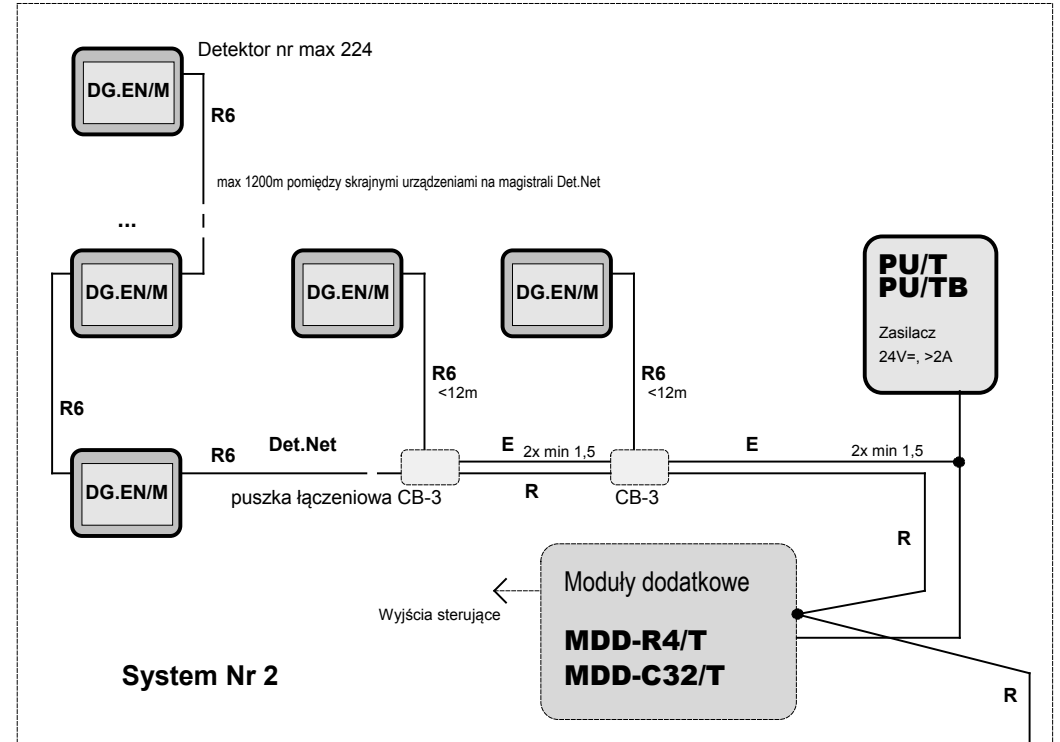 Detektor nr max 224
DG.EN/M
R6
max 1200m pomiędzy skrajnymi urządzeniami na magistrali Det.Net
...
DG.EN/M
DG.EN/M
DG.EN/M
PU/T
PU/TB
Zasilacz
24V=, >2A
R6
<12m
R6
<12m
R6
R6
Det.Net
E
2x min 1,5
E
2x min 1,5
DG.EN/M
puszka łączeniowa CB-3
R
CB-3
R
Moduły dodatkowe
Wyjścia sterujące
MDD-R4/T
MDD-C32/T
System Nr 2
R